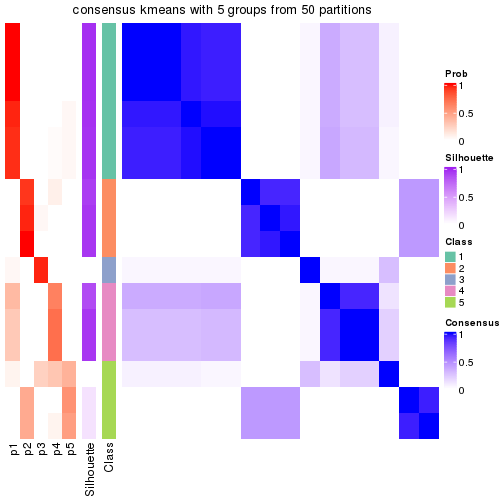 consensus kmeans with 5 groups from 50 partitions
Prob
1
0.5
0
Silhouette
1
0.5
0
Class
1
2
3
4
5
Consensus
1
0.5
0
p1
p2
p3
p4
p5
Silhouette
Class